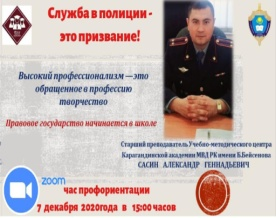 Служба в полиции -
это призвание!
Высокий профессионализм — это
обращенное в профессию
творчество
Правовое государство начинается в школе
Старший преподаватель Учебно-методического центра
Карагандинской академии МВД РК имени Б.Бейсенова
САСИН АЛЕКСАНДР ГЕННАДЬЕВИЧ
zoom
час профориентации
7 декабря 2020года в 15:00 часов